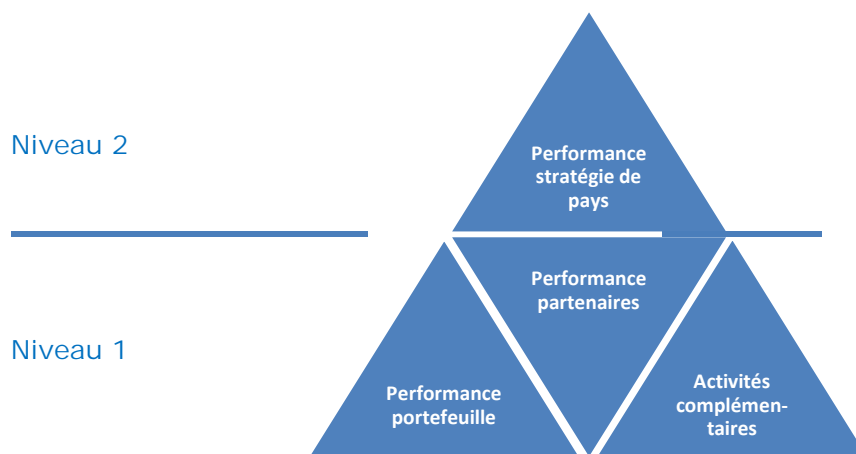 Niveau 2
Performance
stratégie de
pays
Performance
partenaires
Niveau 1
Performance
portefeuille
Activités
complémen-
taires